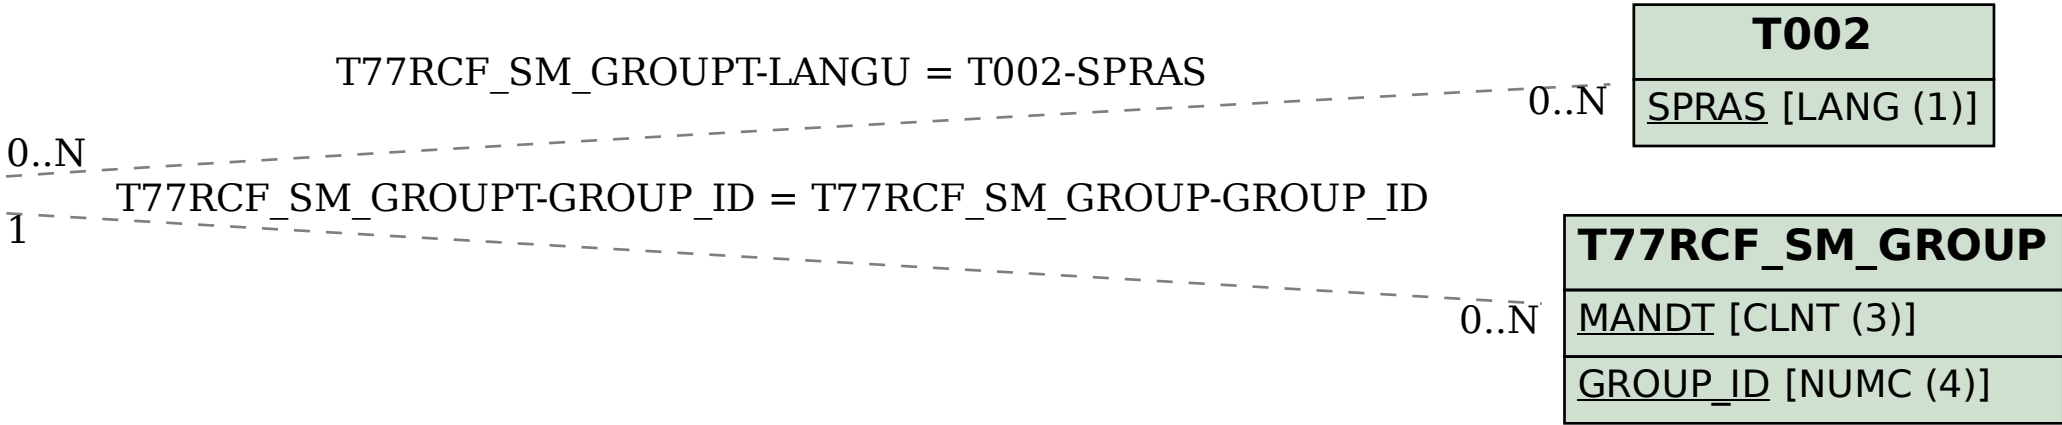 T77RCF_SM_GROUPT-LANGU = T002-SPRAS
0..N
0..N
T002
SPRAS [LANG (1)]
T77RCF_SM_GROUPT-GROUP_ID = T77RCF_SM_GROUP-GROUP_ID
1
0..N
T77RCF_SM_GROUP
MANDT [CLNT (3)]
GROUP_ID [NUMC (4)]